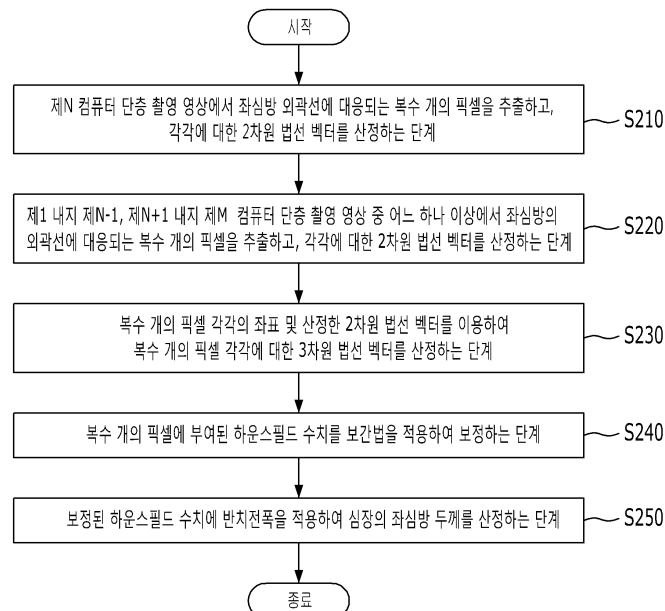 시작
제N 컴퓨터 단층 촬영 영상에서 좌심방 외곽선에 대응되는 복수 개의 픽셀을 추출하고,
각각에 대한 2차원 법선 벡터를 산정하는 단계
S210
제1 내지 제N-1, 제N+1 내지 제M 컴퓨터 단층 촬영 영상 중 어느 하나 이상에서 좌심방의
외곽선에 대응되는 복수 개의 픽셀을 추출하고, 각각에 대한 2차원 법선 벡터를 산정하는 단계
S220
복수 개의 픽셀 각각의 좌표 및 산정한 2차원 법선 벡터를 이용하여
복수 개의 픽셀 각각에 대한 3차원 법선 벡터를 산정하는 단계
S230
복수 개의 픽셀에 부여된 하운스필드 수치를 보간법을 적용하여 보정하는 단계
S240
보정된 하운스필드 수치에 반치전폭을 적용하여 심장의 좌심방 두께를 산정하는 단계
S250
종료